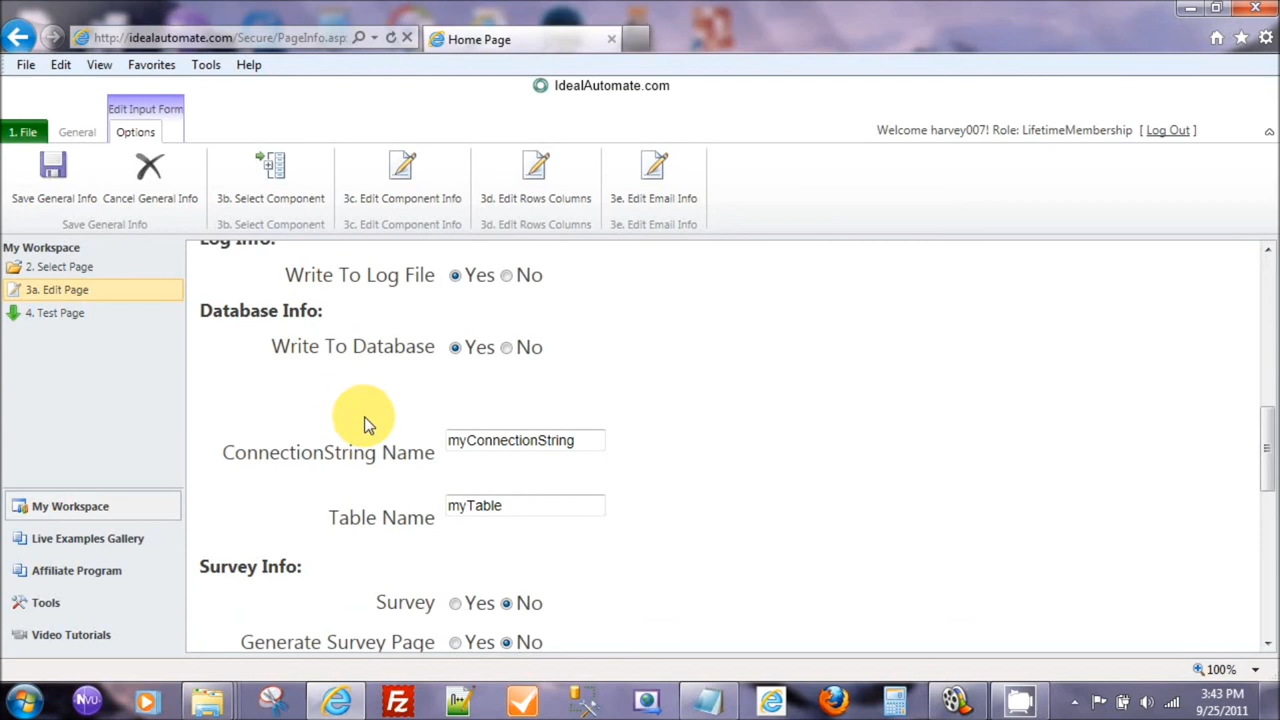 http://idealautomate.com/Secure/PageInfo.asp
Home Page
File Edit View Favorites Tools Help
IdealAutomate.com
Edit Input Form
1. File General Options
Welcome harvey007! Role: LifetimeMembership [ Log Out ]
Save General Info Cancel General Info 3b. Select Component 3c. Edit Component Info 3d. Edit Rows Columns 3e. Edit Email Info
Save General Info 3b. Select Component 3c. Edit Component Info 3d. Edit Rows Columns 3e. Edit Email Info
My Workspace
2. Select Page
3a. Edit Page
4. Test Page
My Workspace
Live Examples Gallery
Affiliate Program
Tools
Video Tutorials
Log Info:
Write To Log File Yes No
Database Info:
Write To Database Yes No
ConnectionString Name myConnectionString
Table Name myTable
Survey Info:
Survey Yes No
Generate Survey Page Yes No
100%
NVU
FZ
3:43 PM
9/25/2011